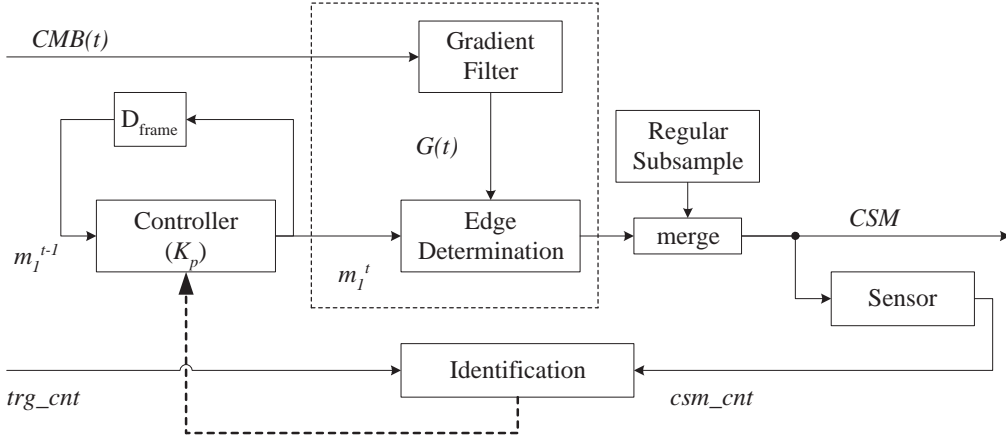 CMB(t)
Gradient
Filter
D_frame
G(t)
Regular
Subsample
Controller
(K_p)
Edge
Determination
merge
CSM
m_1^{t-1}
m_1^t
Sensor
Identification
trg_cnt
csm_cnt